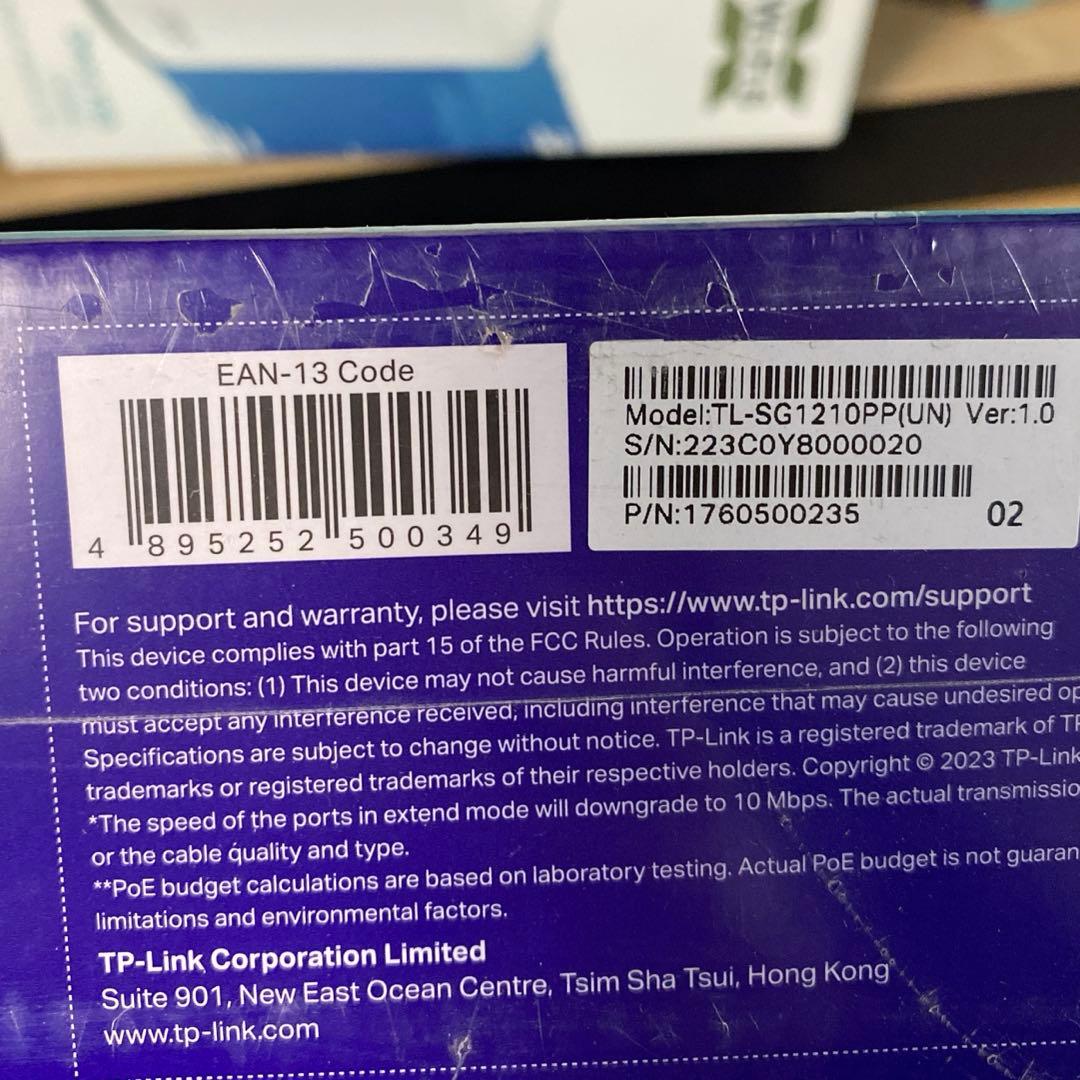 EAN-13 Code
4 895252 500349
Model:TL-SG1210PP(UN) Ver:1.0
S/N:223C0Y8000020
P/N:1760500235 02
For support and warranty, please visit https://www.tp-link.com/support
This device complies with part 15 of the FCC Rules. Operation is subject to the following
two conditions: (1) This device may not cause harmful interference, and (2) this device
must accept any interference received, including interference that may cause undesired op
Specifications are subject to change without notice. TP-Link is a registered trademark of TP
trademarks or registered trademarks of their respective holders. Copyright © 2023 TP-Link
*The speed of the ports in extend mode will downgrade to 10 Mbps. The actual transmissio
or the cable quality and type.
**PoE budget calculations are based on laboratory testing. Actual PoE budget is not guaran
limitations and environmental factors.
TP-Link Corporation Limited
Suite 901, New East Ocean Centre, Tsim Sha Tsui, Hong Kong
www.tp-link.com